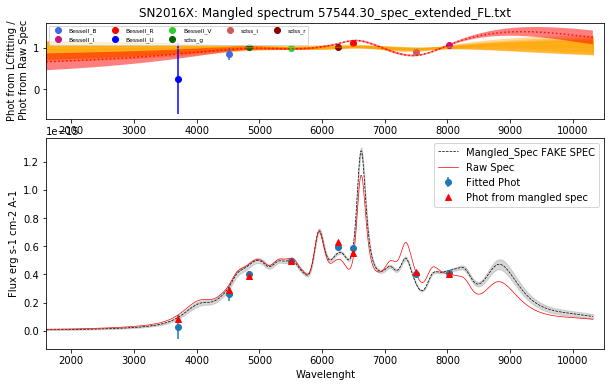 SN2016X: Mangled spectrum 57544.30_spec_extended_FL.txt
Phot from LCfitting /
Phot from Raw Spec
Bessell_B Bessell_R Bessell_V sdss_i sdss_r
Bessell_I Bessell_U sdss_g
1
0
2000 3000 4000 5000 6000 7000 8000 9000 10000
Flux erg s-1 cm-2 A-1
Mangled_Spec FAKE SPEC
Raw Spec
Fitted Phot
Phot from mangled spec
1.2
1.0
0.8
0.6
0.4
0.2
0.0
2000 3000 4000 5000 6000 7000 8000 9000 10000
Wavelenght